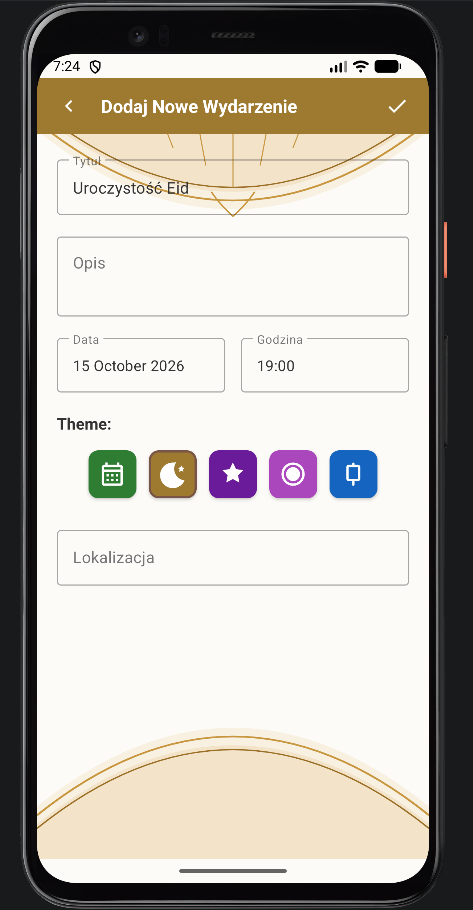 7:24
Dodaj Nowe Wydarzenie
Tytuł
Uroczystość Eid
Opis
Data
Godzina
15 October 2026
19:00
Theme:
Lokalizacja